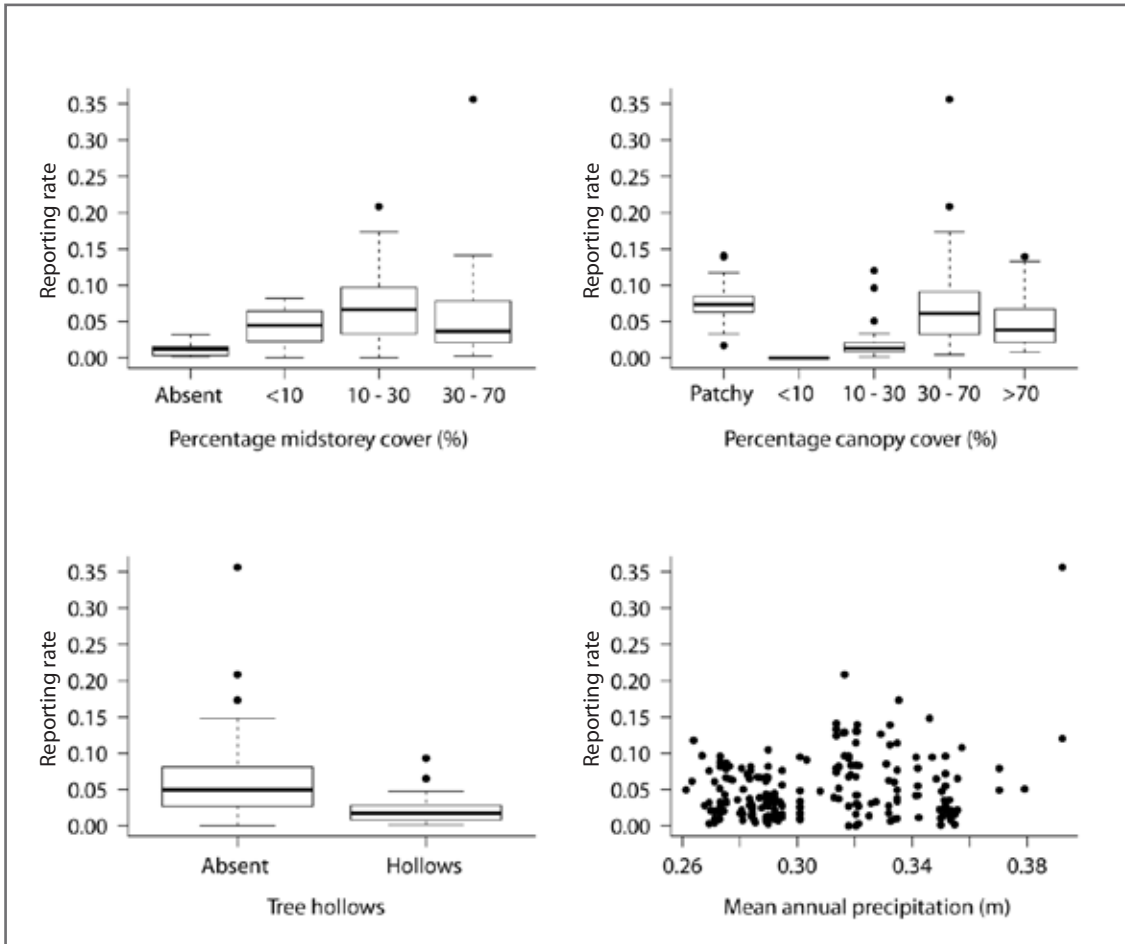 Reporting rate
0.35
0.30
0.25
0.20
0.15
0.10
0.05
0.00
Absent <10 10 - 30 30 - 70
Percentage midstorey cover (%)
Reporting rate
0.35
0.30
0.25
0.20
0.15
0.10
0.05
0.00
Patchy <10 10 - 30 30 - 70 >70
Percentage canopy cover (%)
Reporting rate
0.35
0.30
0.25
0.20
0.15
0.10
0.05
0.00
Absent Hollows
Tree hollows
Reporting rate
0.35
0.30
0.25
0.20
0.15
0.10
0.05
0.00
0.26 0.30 0.34 0.38
Mean annual precipitation (m)